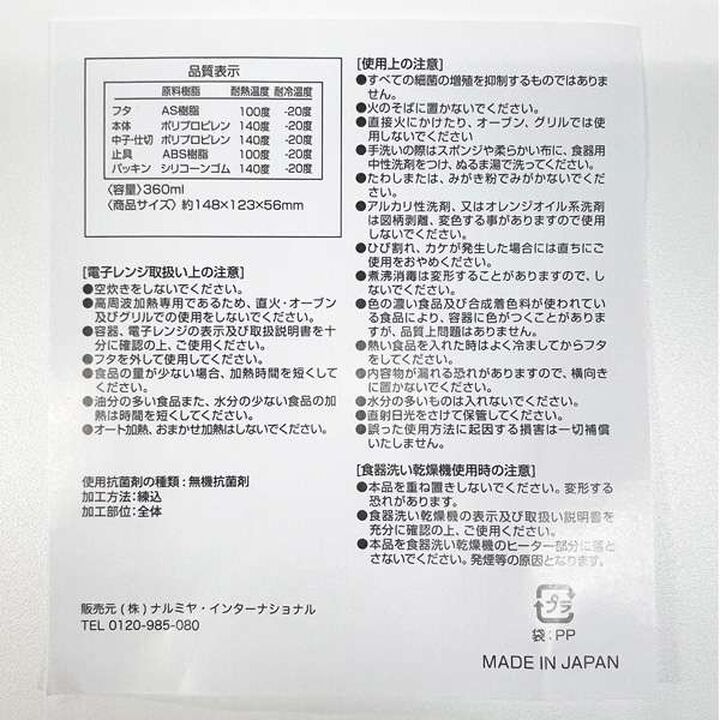 品質表示
原料樹脂 耐熱温度 耐冷温度
フタ AS樹脂 100度 -20度
本体 ポリプロピレン 140度 -20度
中子・仕切 ポリプロピレン 140度 -20度
止具 ABS樹脂 100度 -20度
パッキン シリコーンゴム 140度 -20度
〈容量〉360ml
〈商品サイズ〉約148×123×56mm
[電子レンジ取扱い上の注意]
●空炊きをしないでください。
●高周波加熱専用であるため、直火・オーブン
及びグリルでの使用をしないでください。
●容器、電子レンジの表示及び取扱説明書を十
分に確認の上、ご使用ください。
●フタを外して使用してください。
●食品の量が少ない場合、加熱時間を短くして
ください。
●油分の多い食品また、水分の少ない食品の加
熱は時間を短くしてください。
●オート加熱、おまかせ加熱はしないでください。
使用抗菌剤の種類:無機抗菌剤
加工方法:練込
加工部位:全体
販売元(株)ナルミヤ・インターナショナル
TEL 0120-985-080
[使用上の注意]
●すべての細菌の増殖を抑制するものではありま
せん。
●火のそばに置かないでください。
●直接火にかけたり、オーブン、グリルでは使
用しないでください
●手洗いの際はスポンジや柔らかい布に、食器用
中性洗剤をつけ、ぬるま湯で洗ってください。
●たわしまたは、みがき粉でみがかないでくだ
さい。
●アルカリ性洗剤、又はオレンジオイル系洗剤
は図柄剥離、変色する事がありますので使用
しないでください。
●ひび割れ、カケが発生した場合には直ちにご
使用をおやめください。
●煮沸消毒は変形することがありますので、し
ないでください。
●色の濃い食品及び合成着色料が使われてい
る食品により、容器に色がつくことがありま
すが、品質上問題はありません。
●熱い食品を入れた時はよく冷ましてからフタ
をしてください。
●内容物が漏れる恐れがありますので、横向き
に置かないでください。
●水分の多いものは入れないでください。
●直射日光をさけて保管してください。
●誤った使用方法に起因する損害は一切補償
いたしません。
[食器洗い乾燥機使用時の注意]
●本品を重ね置きしないでください。変形する
恐れがあります。
●食器洗い乾燥機の表示及び取扱い説明書を
充分に確認の上、ご使用ください。
●本品を食器洗い乾燥機のヒーター部分に落と
さないでください。発煙等の原因となります。
プラ
袋:PP
MADE IN JAPAN